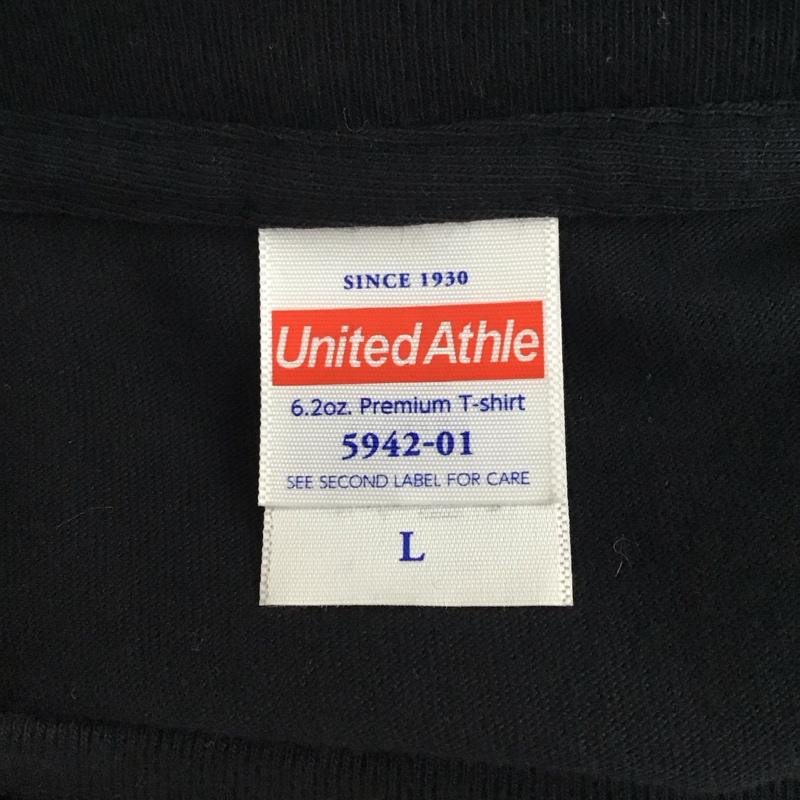 SINCE 1930
United Athle
6.2oz. Premium T-shirt
5942-01
SEE SECOND LABEL FOR CARE
L